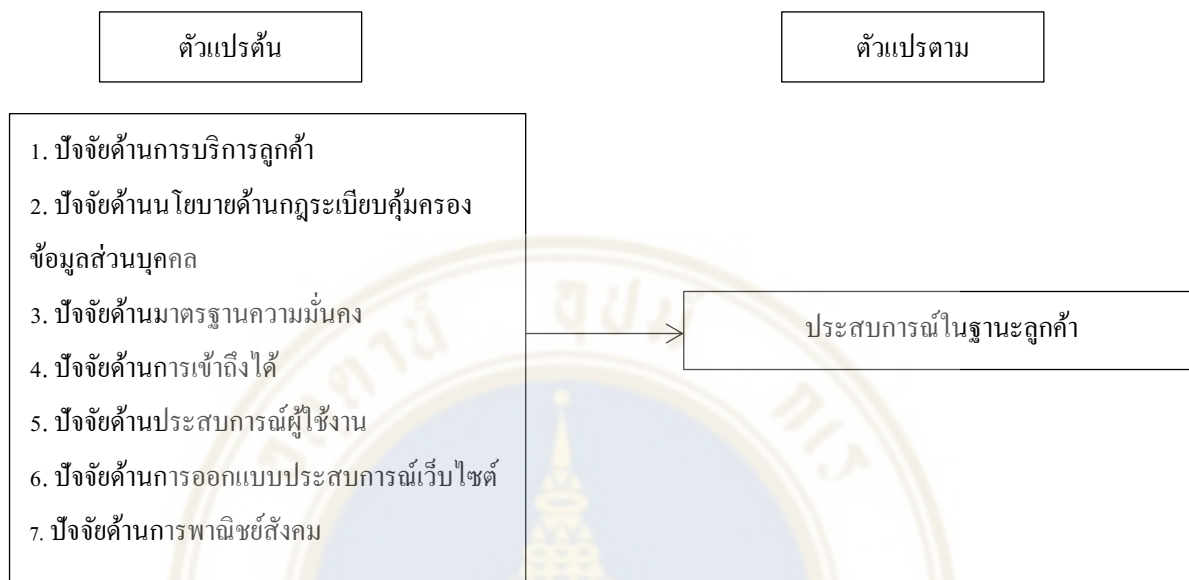 ตัวแปรต้น
ตัวแปรตาม
1. ปัจจัยด้านการบริการลูกค้า
2. ปัจจัยด้านนโยบายด้านกฎระเบียบคุ้มครอง
ข้อมูลส่วนบุคคล
3. ปัจจัยด้านมาตรฐานความมั่นคง
4. ปัจจัยด้านการเข้าถึงได้
5. ปัจจัยด้านประสบการณ์ผู้ใช้งาน
6. ปัจจัยด้านการออกแบบประสบการณ์เว็บไซต์
7. ปัจจัยด้านการพาณิชย์สังคม
ประสบการณ์ในฐานะลูกค้า
อตฺตานํ อุปมํ กเร